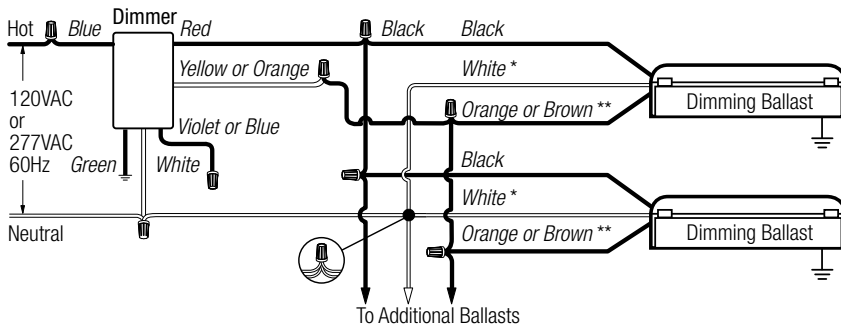 Dimmer
Hot
Blue
Red
Black
Black
Yellow or Orange
White *
Dimming Ballast
120VAC
or
277VAC
60Hz
Violet or Blue
Orange or Brown **
Green
White
Black
White *
Neutral
Orange or Brown **
Dimming Ballast
To Additional Ballasts